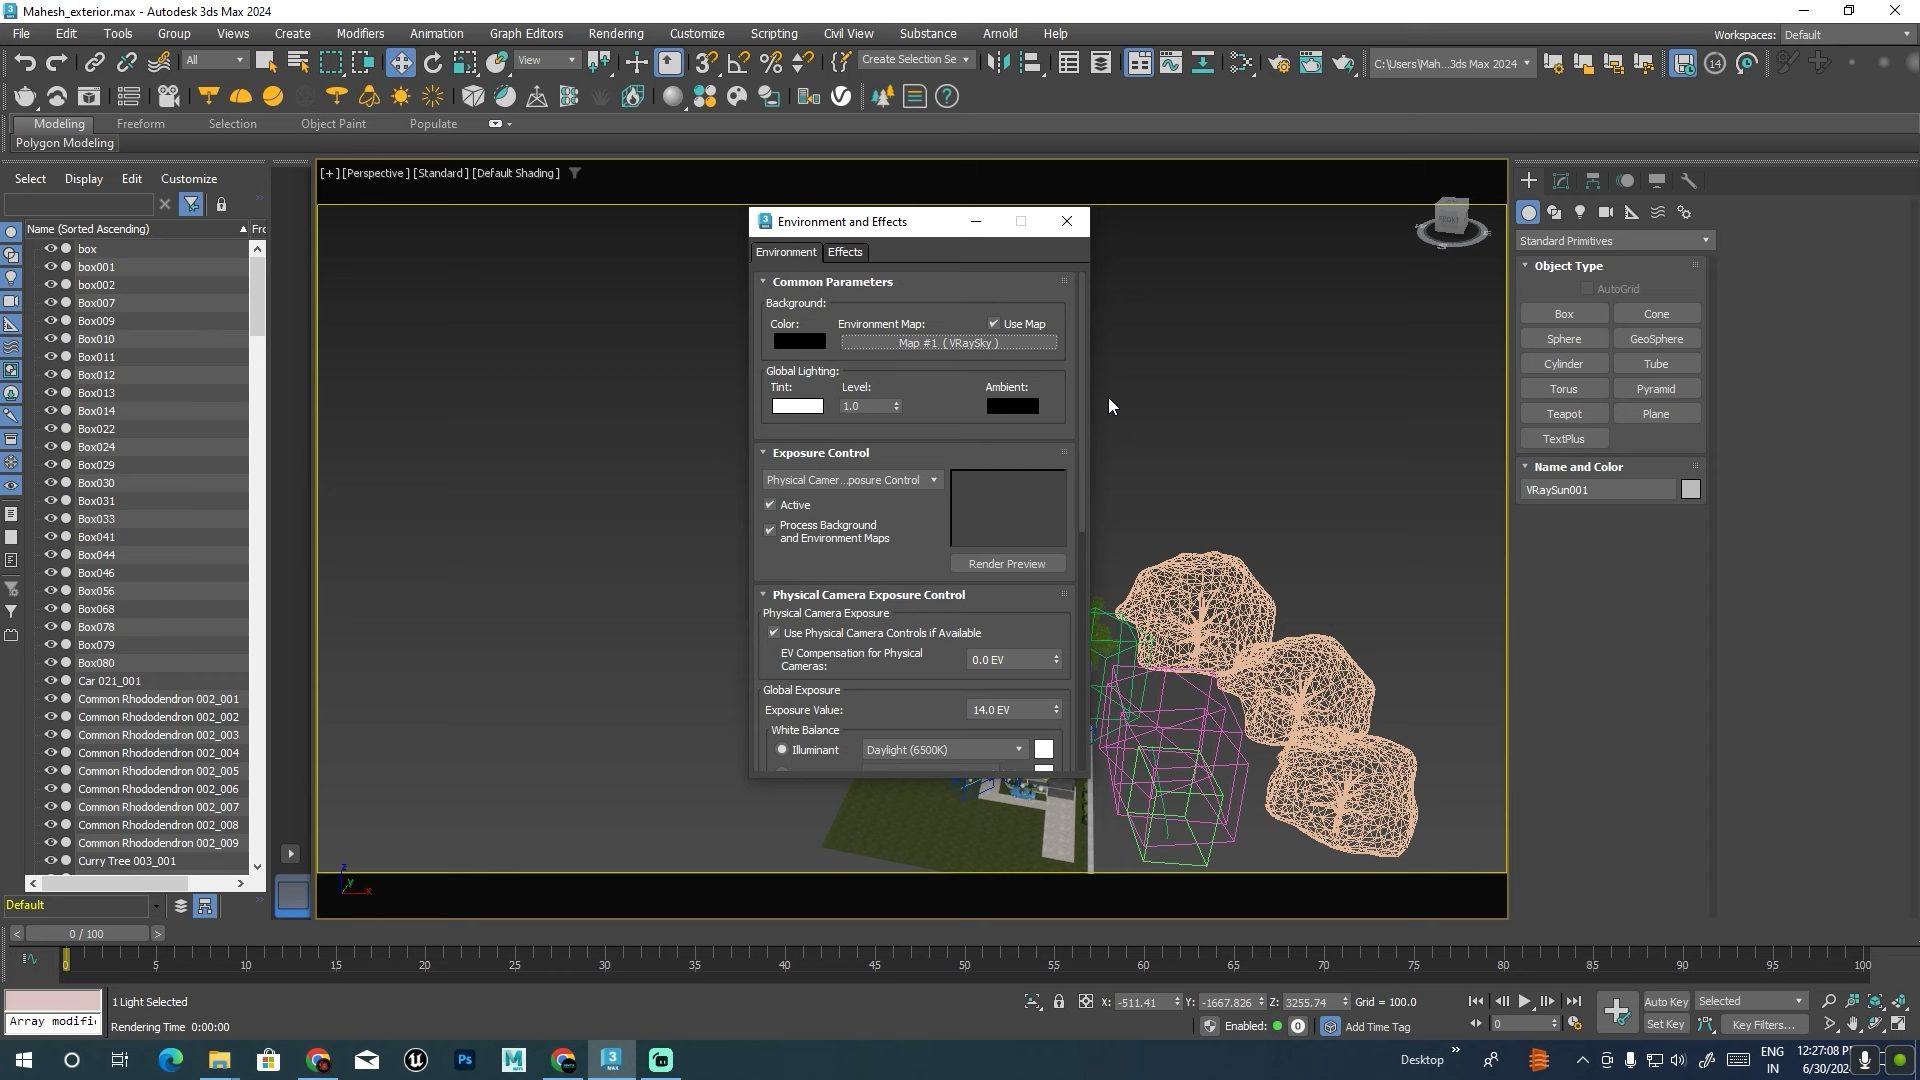 Mahesh_exterior.max - Autodesk 3ds Max 2024
File Edit Tools Group Views Create Modifiers Animation Graph Editors Rendering Customize Scripting Civil View Substance Arnold Help
Workspaces: Default
All View Create Selection Se C:\Users\Mah...3ds Max 2024 14
Modeling Freeform Selection Object Paint Populate
Polygon Modeling
Select Display Edit Customize
Name (Sorted Ascending) Fro
box
box001
box002
Box007
Box009
Box010
Box011
Box012
Box013
Box014
Box022
Box024
Box029
Box030
Box031
Box033
Box041
Box044
Box046
Box056
Box068
Box078
Box079
Box080
Car 021_001
Common Rhododendron 002_001
Common Rhododendron 002_002
Common Rhododendron 002_003
Common Rhododendron 002_004
Common Rhododendron 002_005
Common Rhododendron 002_006
Common Rhododendron 002_007
Common Rhododendron 002_008
Common Rhododendron 002_009
Curry Tree 003_001
Default
[+] [Perspective ] [Standard ] [Default Shading ]
FRONT
Environment and Effects
Environment Effects
Common Parameters
Background:
Color: Environment Map: Use Map
Map #1 ( VRaySky )
Global Lighting:
Tint: Level: Ambient:
1.0
Exposure Control
Physical Camer...posure Control
Active
Process Background
and Environment Maps
Render Preview
Physical Camera Exposure Control
Physical Camera Exposure
Use Physical Camera Controls if Available
EV Compensation for Physical
Cameras: 0.0 EV
Global Exposure
Exposure Value: 14.0 EV
White Balance
Illuminant Daylight (6500K)
z
y
x
Standard Primitives
Object Type
AutoGrid
Box Cone
Sphere GeoSphere
Cylinder Tube
Torus Pyramid
Teapot Plane
TextPlus
Name and Color
VRaySun001
0 / 100
0 5 10 15 20 25 30 35 40 45 50 55 60 65 70 75 80 85 90 95 100
Array modifi
1 Light Selected
Rendering Time 0:00:00
X: -511.41 Y: -1667.826 Z: 3255.74 Grid = 100.0
Enabled: 0 Add Time Tag
0
Auto Key Selected
Set Key Key Filters...
Desktop
ENG
IN
12:27:08
6/30/202